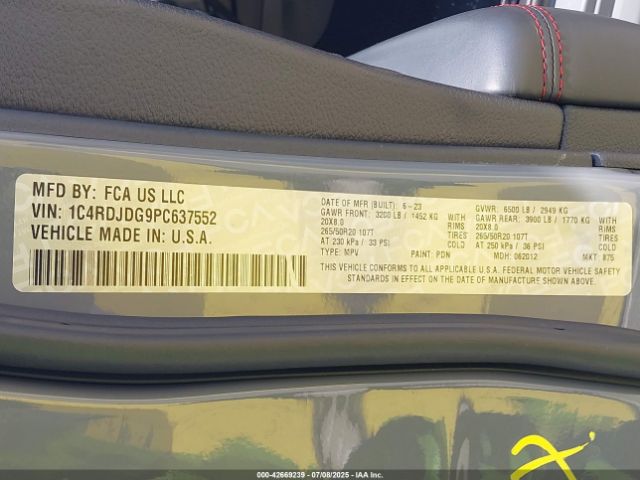 MFD BY: FCA US LLC
VIN: 1C4RDJDG9PC637552
VEHICLE MADE IN: U.S.A.
DATE OF MFR (BUILT): 6-23 GVWR: 6500 LB / 2949 KG
GAWR FRONT: 3200 LB / 1452 KG WITH GAWR REAR: 3900 LB / 1770 KG WITH
20X8.0 RIMS 20X8.0 RIMS
265/50R20 107T TIRES 265/50R20 107T TIRES
AT 230 kPa / 33 PSI COLD AT 250 kPa / 36 PSI COLD
TYPE: MPV PAINT: PDN MDH: 062012 MKT 875
THIS VEHICLE CONFORMS TO ALL APPLICABLE U.S.A. FEDERAL MOTOR VEHICLE SAFETY
STANDARDS IN EFFECT ON THE DATE OF MANUFACTURE SHOWN ABOVE.
000-42669239 07/08/2025 IAAI.COM